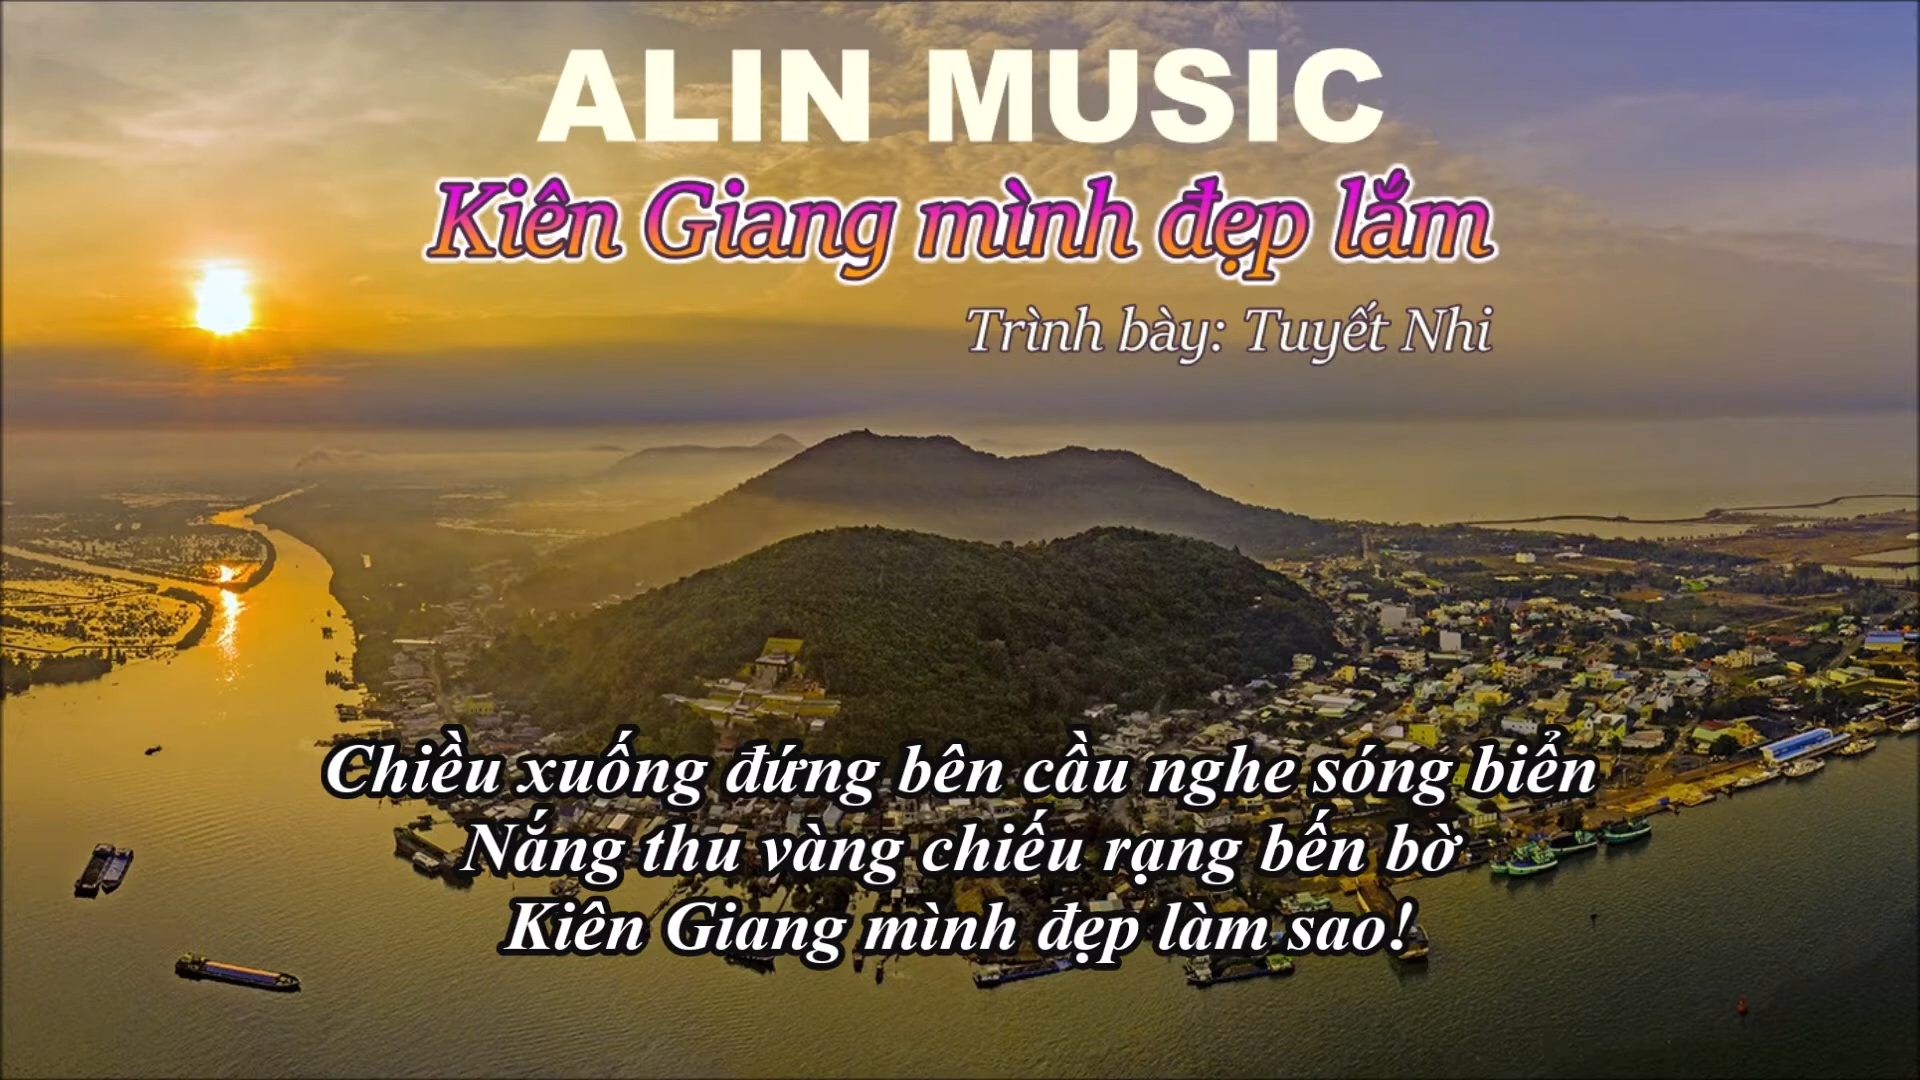 ALIN MUSIC
Kiên Giang mình đẹp lắm
Trình bày: Tuyết Nhi
Chiều xuống đứng bên cầu nghe sóng biển
Nắng thu vàng chiếu rạng bến bờ
Kiên Giang mình đẹp làm sao!